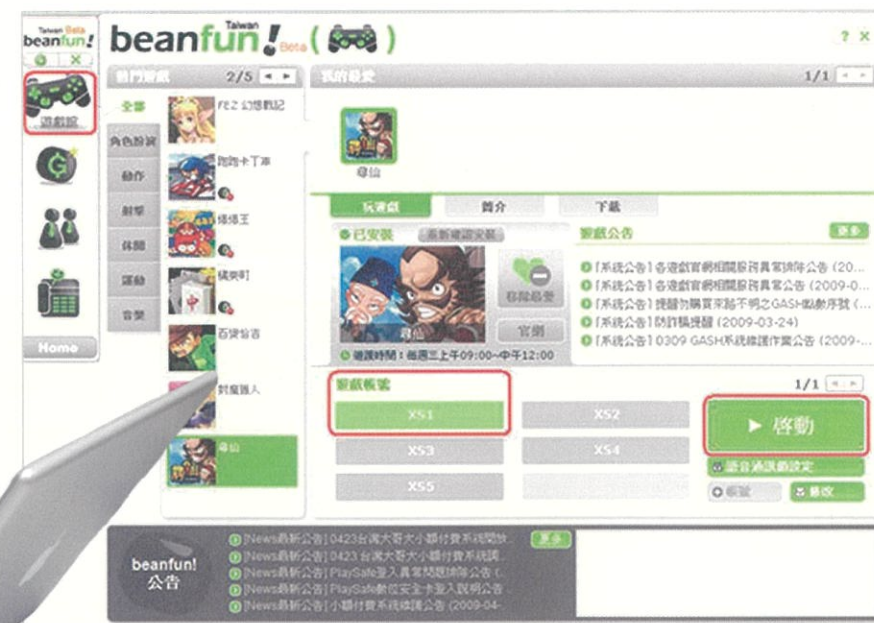 Taiwan Beta
beanfun!
遊戲館
Home
Taiwan
beanfun! Beta ( )
? ×
熱門遊戲 2/5
全部
角色扮演
動作
射擊
休閒
運動
音樂
FEZ 幻想戰記
跑跑卡丁車
爆爆王
封魔獵人
尋仙
我的最愛 1/1
尋仙
玩遊戲 簡介 下載
已安裝 重新確認安裝
尋仙
移除最愛
官網
維護時間：每週三上午09:00~中午12:00
遊戲公告 更多
[系統公告] 各遊戲官網相關服務異常排除公告 (20...
[系統公告] 各遊戲官網相關服務異常公告 (2009-0...
[系統公告] 提醒勿購買來路不明之GASH點數序號 (...
[系統公告] 防詐騙提醒 (2009-03-24)
[系統公告] 0309 GASH系統維護作業公告 (2009-...
遊戲帳號 1/1
XS1 XS2
XS3 XS4
XS5
啓動
語音通訊鎖設定
帳號 修改
beanfun!
公告
[News最新公告] 0423台灣大哥大小額付費系統開放 更多
[News最新公告] 0423 台灣大哥大小額付費系統調...
[News最新公告] PlaySafe登入異常問題排除公告 (...
[News最新公告] PlaySafe數位安全卡登入說明公告
[News最新公告] 小額付費系統維護公告 (2009-04-